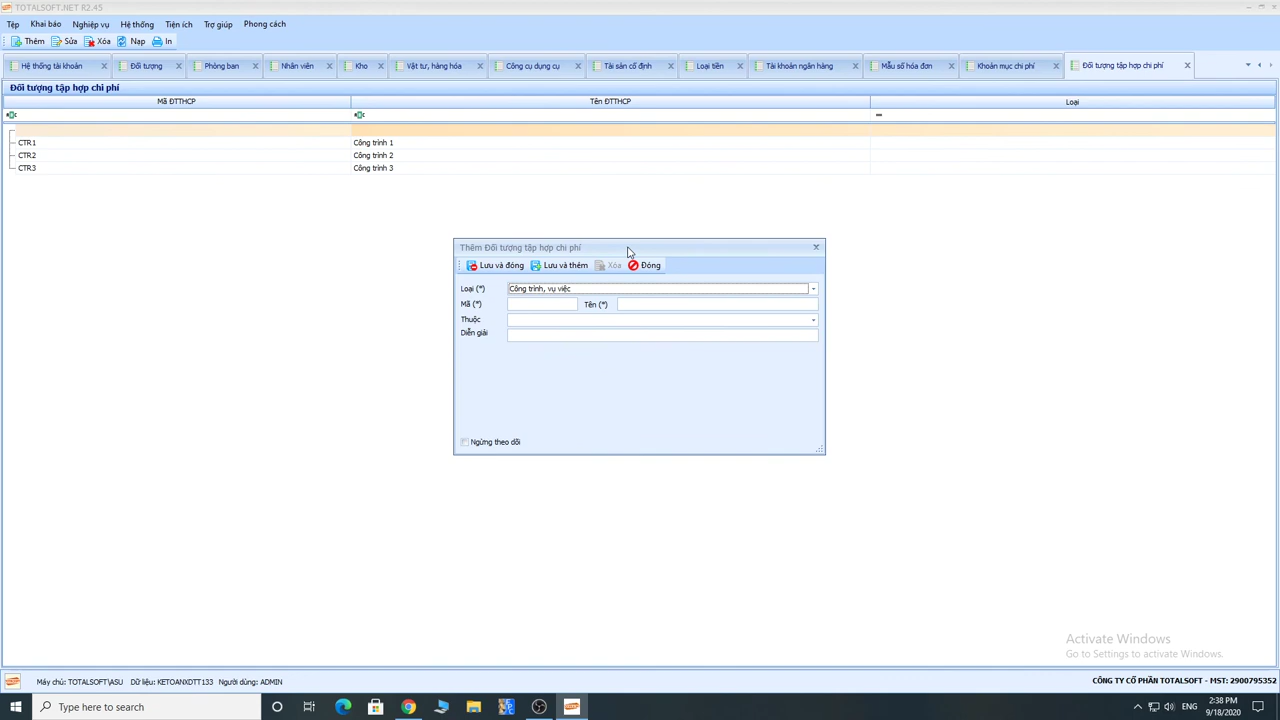 TOTALSOFT.NET R2.45
Tệp Khai báo Nghiệp vụ Hệ thống Tiện ích Trợ giúp Phong cách
Thêm Sửa Xóa Nạp In
Hệ thống tài khoản Đối tượng Phòng ban Nhân viên Kho Vật tư, hàng hóa Công cụ dụng cụ Tài sản cố định Loại tiền Tài khoản ngân hàng Mẫu số hóa đơn Khoản mục chi phí Đối tượng tập hợp chi phí
Đối tượng tập hợp chi phí
Mã ĐTTHCP Tên ĐTTHCP Loại
CTR1 Công trình 1
CTR2 Công trình 2
CTR3 Công trình 3
Thêm Đối tượng tập hợp chi phí
Lưu và đóng Lưu và thêm Xóa Đóng
Loại (*) Công trình, vụ việc
Mã (*) Tên (*)
Thuộc
Diễn giải
Ngừng theo dõi
Activate Windows
Go to Settings to activate Windows.
Máy chủ: TOTALSOFT\ASU Dữ liệu: KETOANXDTT133 Người dùng: ADMIN CÔNG TY CỔ PHẦN TOTALSOFT - MST: 2900795352
Type here to search ENG 2:38 PM
9/18/2020